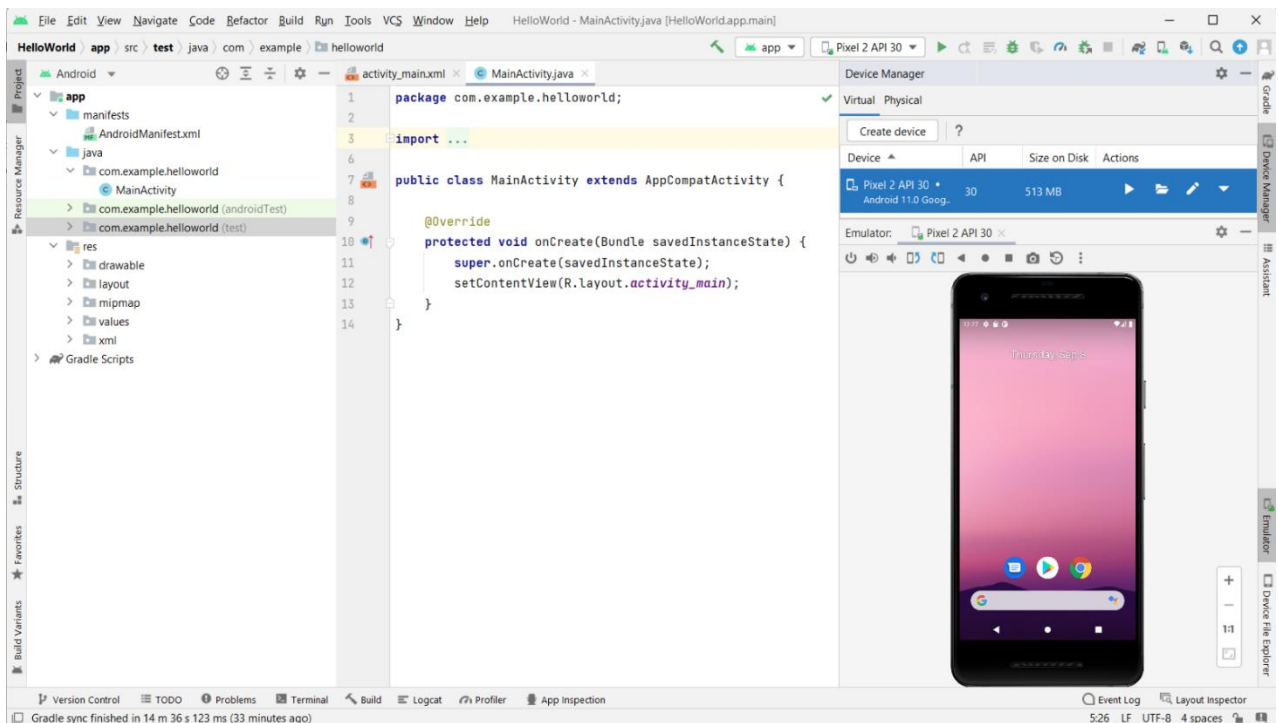 File Edit View Navigate Code Refactor Build Run Tools VCS Window Help HelloWorld - MainActivity.java [HelloWorld.app.main]
HelloWorld app src test java com example helloworld
app
Pixel 2 API 30
Project
Resource Manager
Structure
Favorites
Build Variants
Android
app
manifests
AndroidManifest.xml
java
com.example.helloworld
MainActivity
com.example.helloworld (androidTest)
com.example.helloworld (test)
res
drawable
layout
mipmap
values
xml
Gradle Scripts
activity_main.xml MainActivity.java
1 package com.example.helloworld;
2
3 import ...
6
7 public class MainActivity extends AppCompatActivity {
8
9 @Override
10 protected void onCreate(Bundle savedInstanceState) {
11 super.onCreate(savedInstanceState);
12 setContentView(R.layout.activity_main);
13 }
14 }
Device Manager
Virtual Physical
Create device ?
Device API Size on Disk Actions
Pixel 2 API 30 30 513 MB
Android 11.0 Goog..
Emulator: Pixel 2 API 30
Thursday, Sep 8
G
+
−
1:1
Gradle
Device Manager
Assistant
Emulator
Device File Explorer
Version Control TODO Problems Terminal Build Logcat Profiler App Inspection Event Log Layout Inspector
Gradle sync finished in 14 m 36 s 123 ms (33 minutes ago) 5:26 LF UTF-8 4 spaces